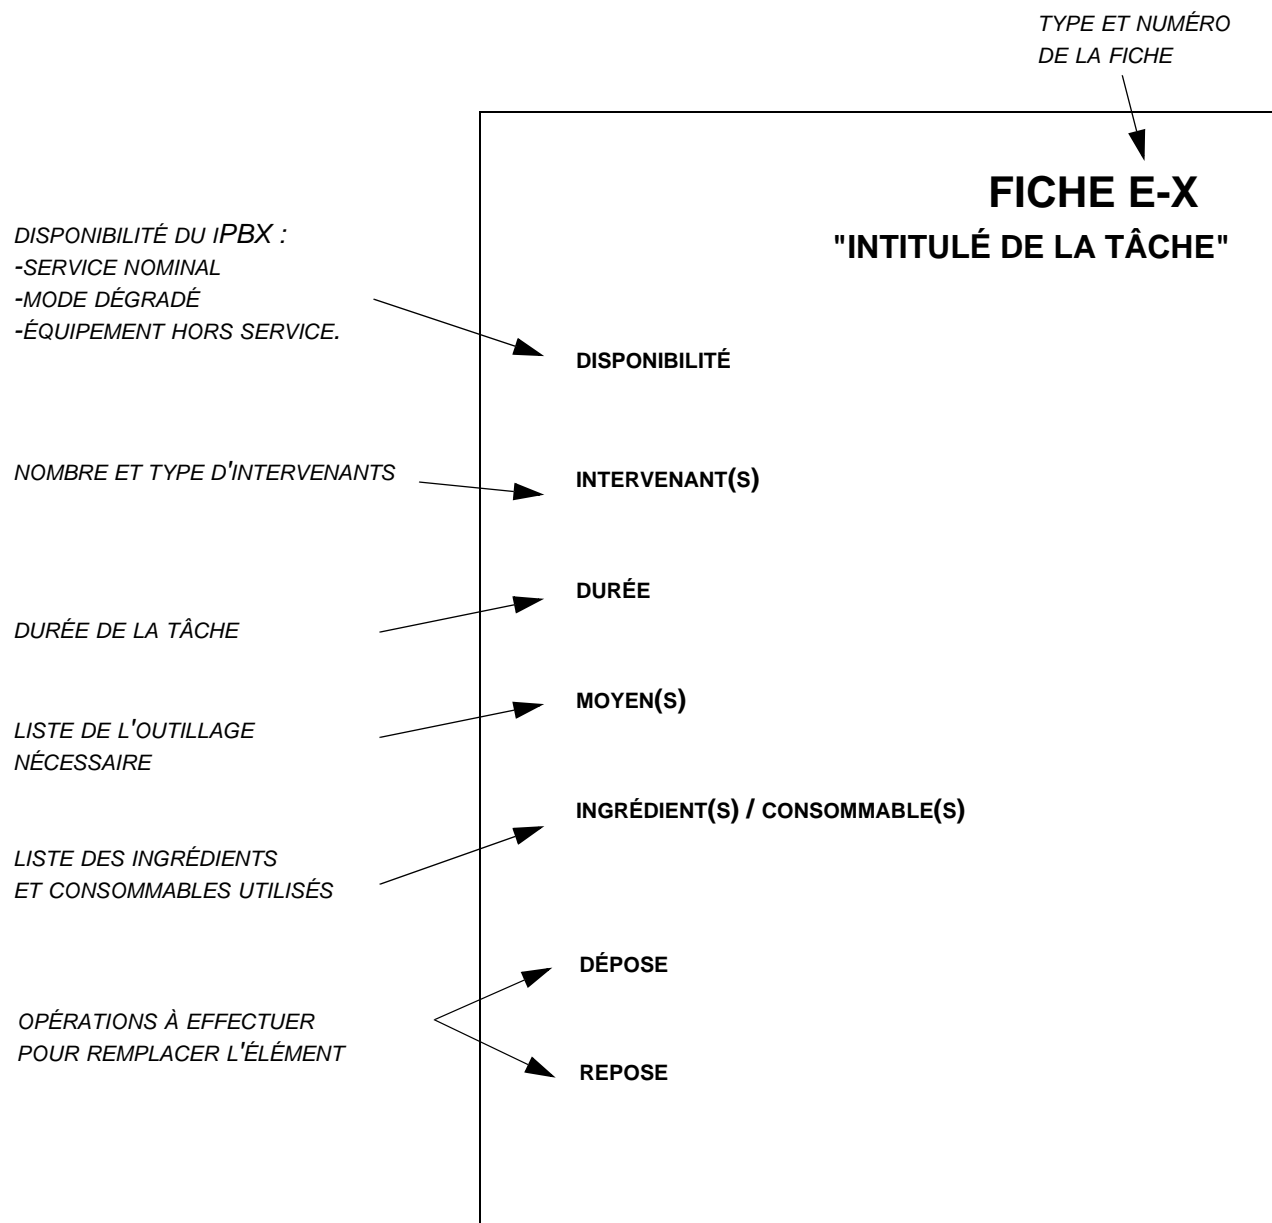 TYPE ET NUMÉRO
DE LA FICHE
FICHE E-X
"INTITULÉ DE LA TÂCHE"
DISPONIBILITÉ DU IPBX :
-SERVICE NOMINAL
-MODE DÉGRADÉ
-ÉQUIPEMENT HORS SERVICE.
DISPONIBILITÉ
NOMBRE ET TYPE D'INTERVENANTS
INTERVENANT(S)
DURÉE
DURÉE DE LA TÂCHE
MOYEN(S)
LISTE DE L'OUTILLAGE
NÉCESSAIRE
INGRÉDIENT(S) / CONSOMMABLE(S)
LISTE DES INGRÉDIENTS
ET CONSOMMABLES UTILISÉS
DÉPOSE
OPÉRATIONS À EFFECTUER
POUR REMPLACER L'ÉLÉMENT
REPOSE